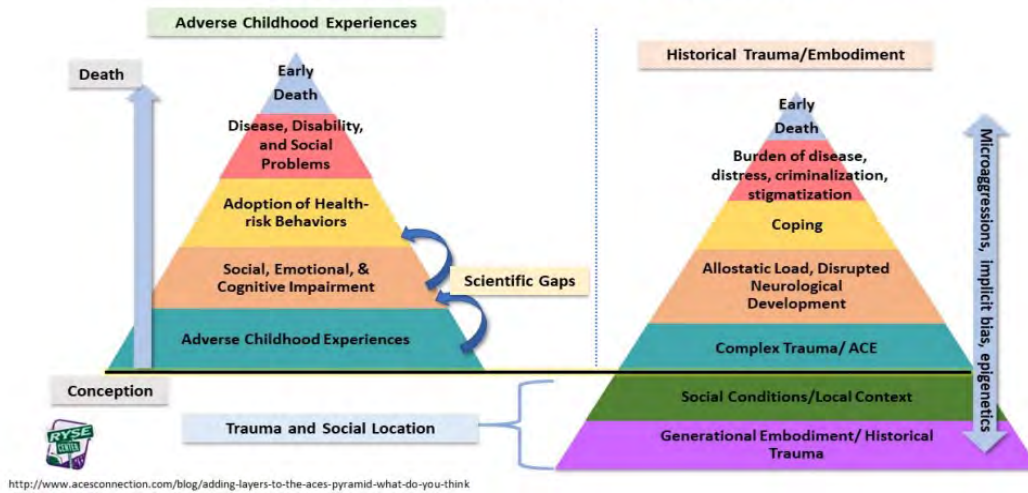 Adverse Childhood Experiences
Death
Early
Death
Disease, Disability,
and Social
Problems
Adoption of Health-
risk Behaviors
Social, Emotional, &
Cognitive Impairment
Scientific Gaps
Adverse Childhood Experiences
Conception
Historical Trauma/Embodiment
Early
Death
Burden of disease,
distress, criminalization,
stigmatization
Coping
Allostatic Load, Disrupted
Neurological
Development
Complex Trauma/ ACE
Social Conditions/Local Context
Generational Embodiment/ Historical
Trauma
Microaggressions, implicit bias, epigenetics
Trauma and Social Location
RYSE
CENTER
http://www.acesconnection.com/blog/adding-layers-to-the-aces-pyramid-what-do-you-think